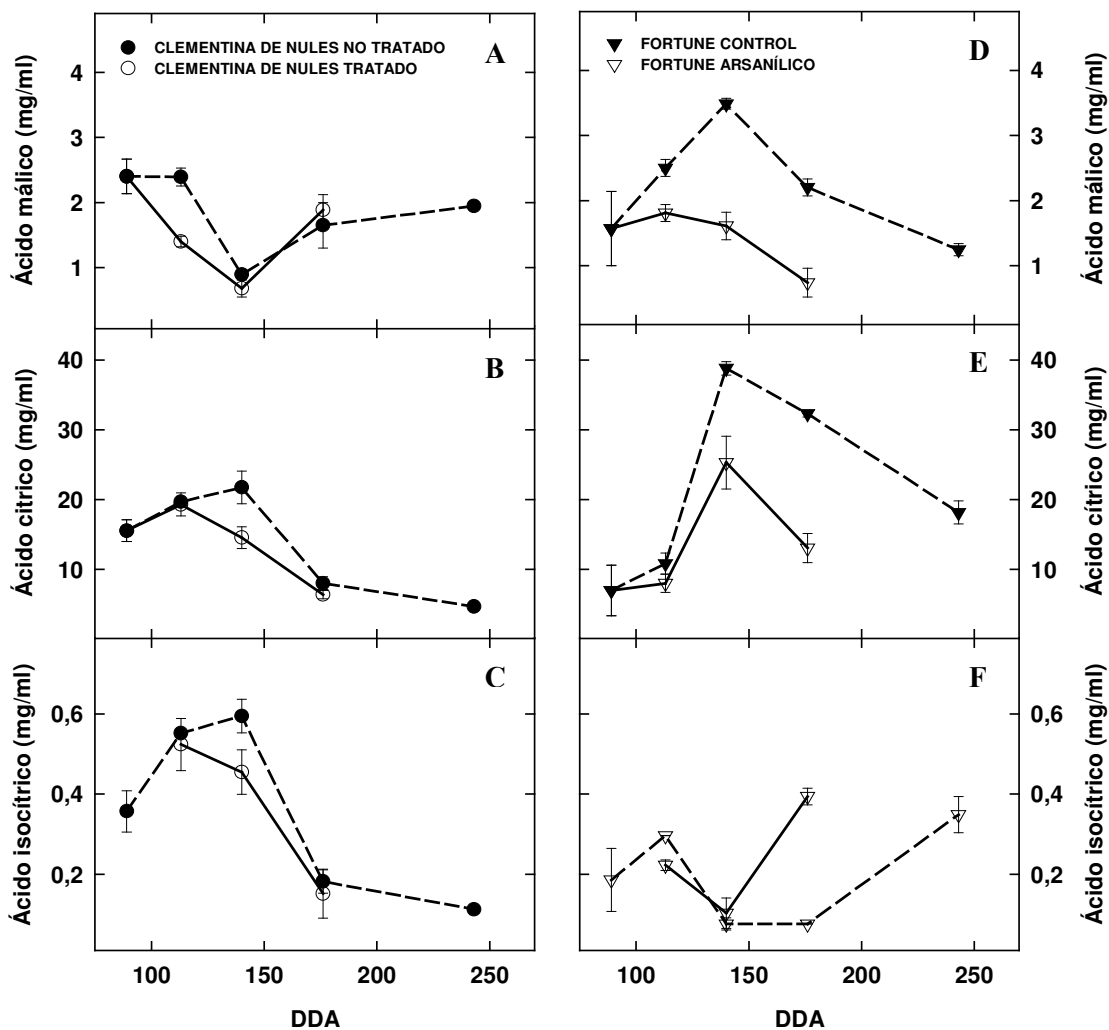 CLEMENTINA DE NULES NO TRATADO
CLEMENTINA DE NULES TRATADO
A
Ácido málico (mg/ml)
4
3
2
1
B
Ácido cítrico (mg/ml)
40
30
20
10
C
Ácido isocítrico (mg/ml)
0,6
0,4
0,2
100
150
200
250
DDA
FORTUNE CONTROL
FORTUNE ARSANÍLICO
D
4
3
2
1
Ácido málico (mg/ml)
E
40
30
20
10
Ácido cítrico (mg/ml)
F
0,6
0,4
0,2
Ácido isocítrico (mg/ml)
100
150
200
250
DDA